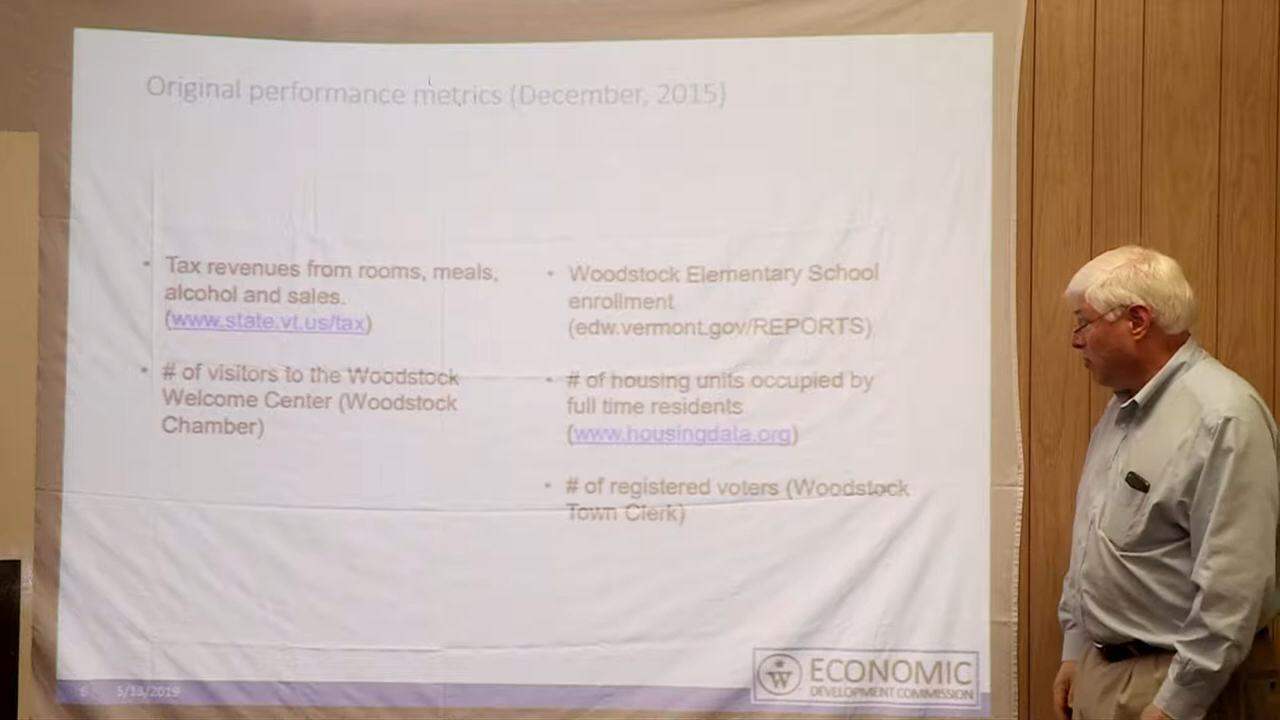 Original performance metrics (December, 2015)
• Tax revenues from rooms, meals,
alcohol and sales.
(www.state.vt.us/tax)
• # of visitors to the Woodstock
Welcome Center (Woodstock
Chamber)
• Woodstock Elementary School
enrollment
(edw.vermont.gov/REPORTS)
• # of housing units occupied by
full time residents
(www.housingdata.org)
• # of registered voters (Woodstock
Town Clerk)
6 5/13/2019
W
ECONOMIC
DEVELOPMENT COMMISSION